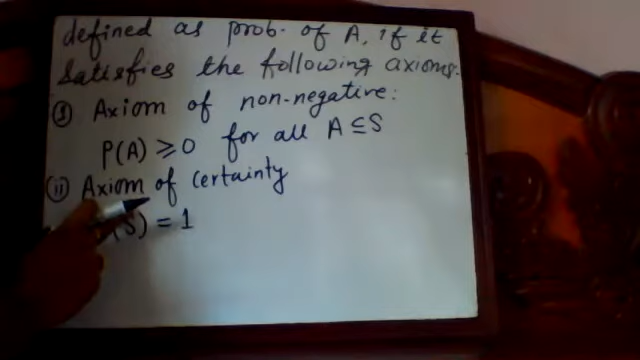 defined as prob. of A, if it
satisfies the following axioms.
(i) Axiom of non-negative:
P(A) ⩾ 0 for all A ⊆ S
(ii) Axiom of certainty
(S) = 1